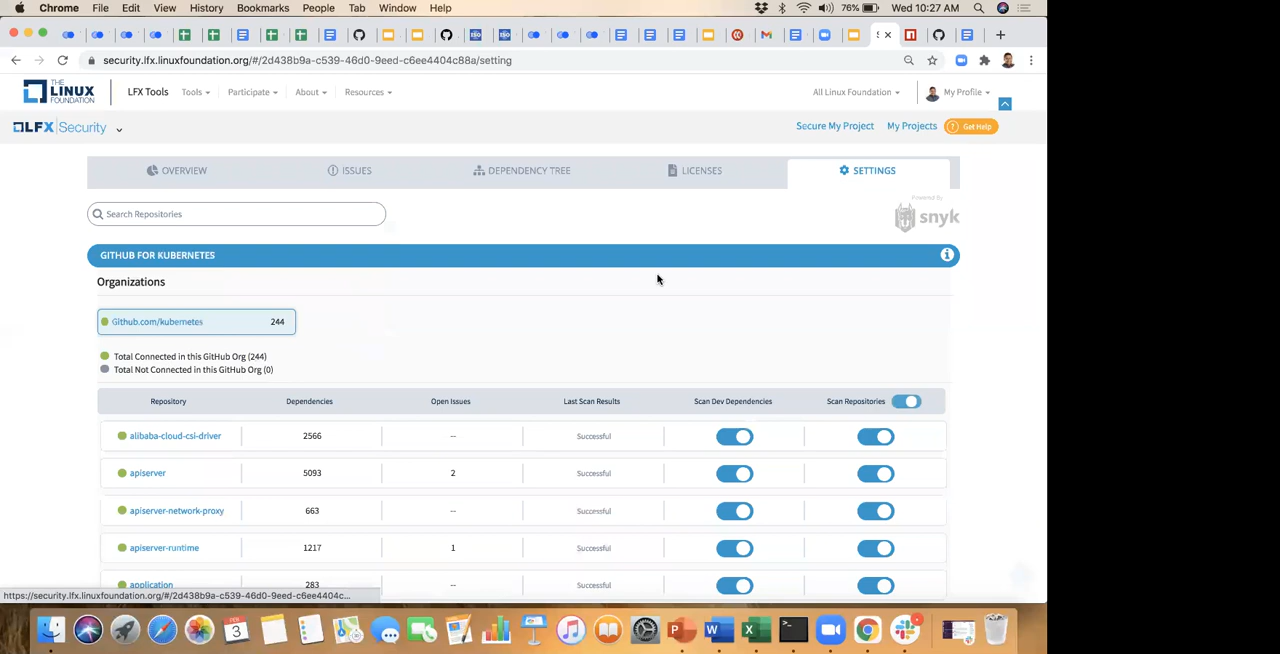 Chrome File Edit View History Bookmarks People Tab Window Help 76% Wed 10:27 AM
security.lfx.linuxfoundation.org/#/2d438b9a-c539-46d0-9eed-c6ee4404c88a/setting
THE LINUX FOUNDATION LFX Tools Tools Participate About Resources All Linux Foundation My Profile
LFX Security Secure My Project My Projects Get Help
OVERVIEW ISSUES DEPENDENCY TREE LICENSES SETTINGS
Search Repositories Powered By snyk
GITHUB FOR KUBERNETES
Organizations
Github.com/kubernetes 244
Total Connected in this GitHub Org (244)
Total Not Connected in this GitHub Org (0)
Repository Dependencies Open Issues Last Scan Results Scan Dev Dependencies Scan Repositories
alibaba-cloud-csi-driver 2566 -- Successful
apiserver 5093 2 Successful
apiserver-network-proxy 663 -- Successful
apiserver-runtime 1217 1 Successful
application 283 -- Successful
https://security.lfx.linuxfoundation.org/#/2d438b9a-c539-46d0-9eed-c6ee4404c...
FEB 3